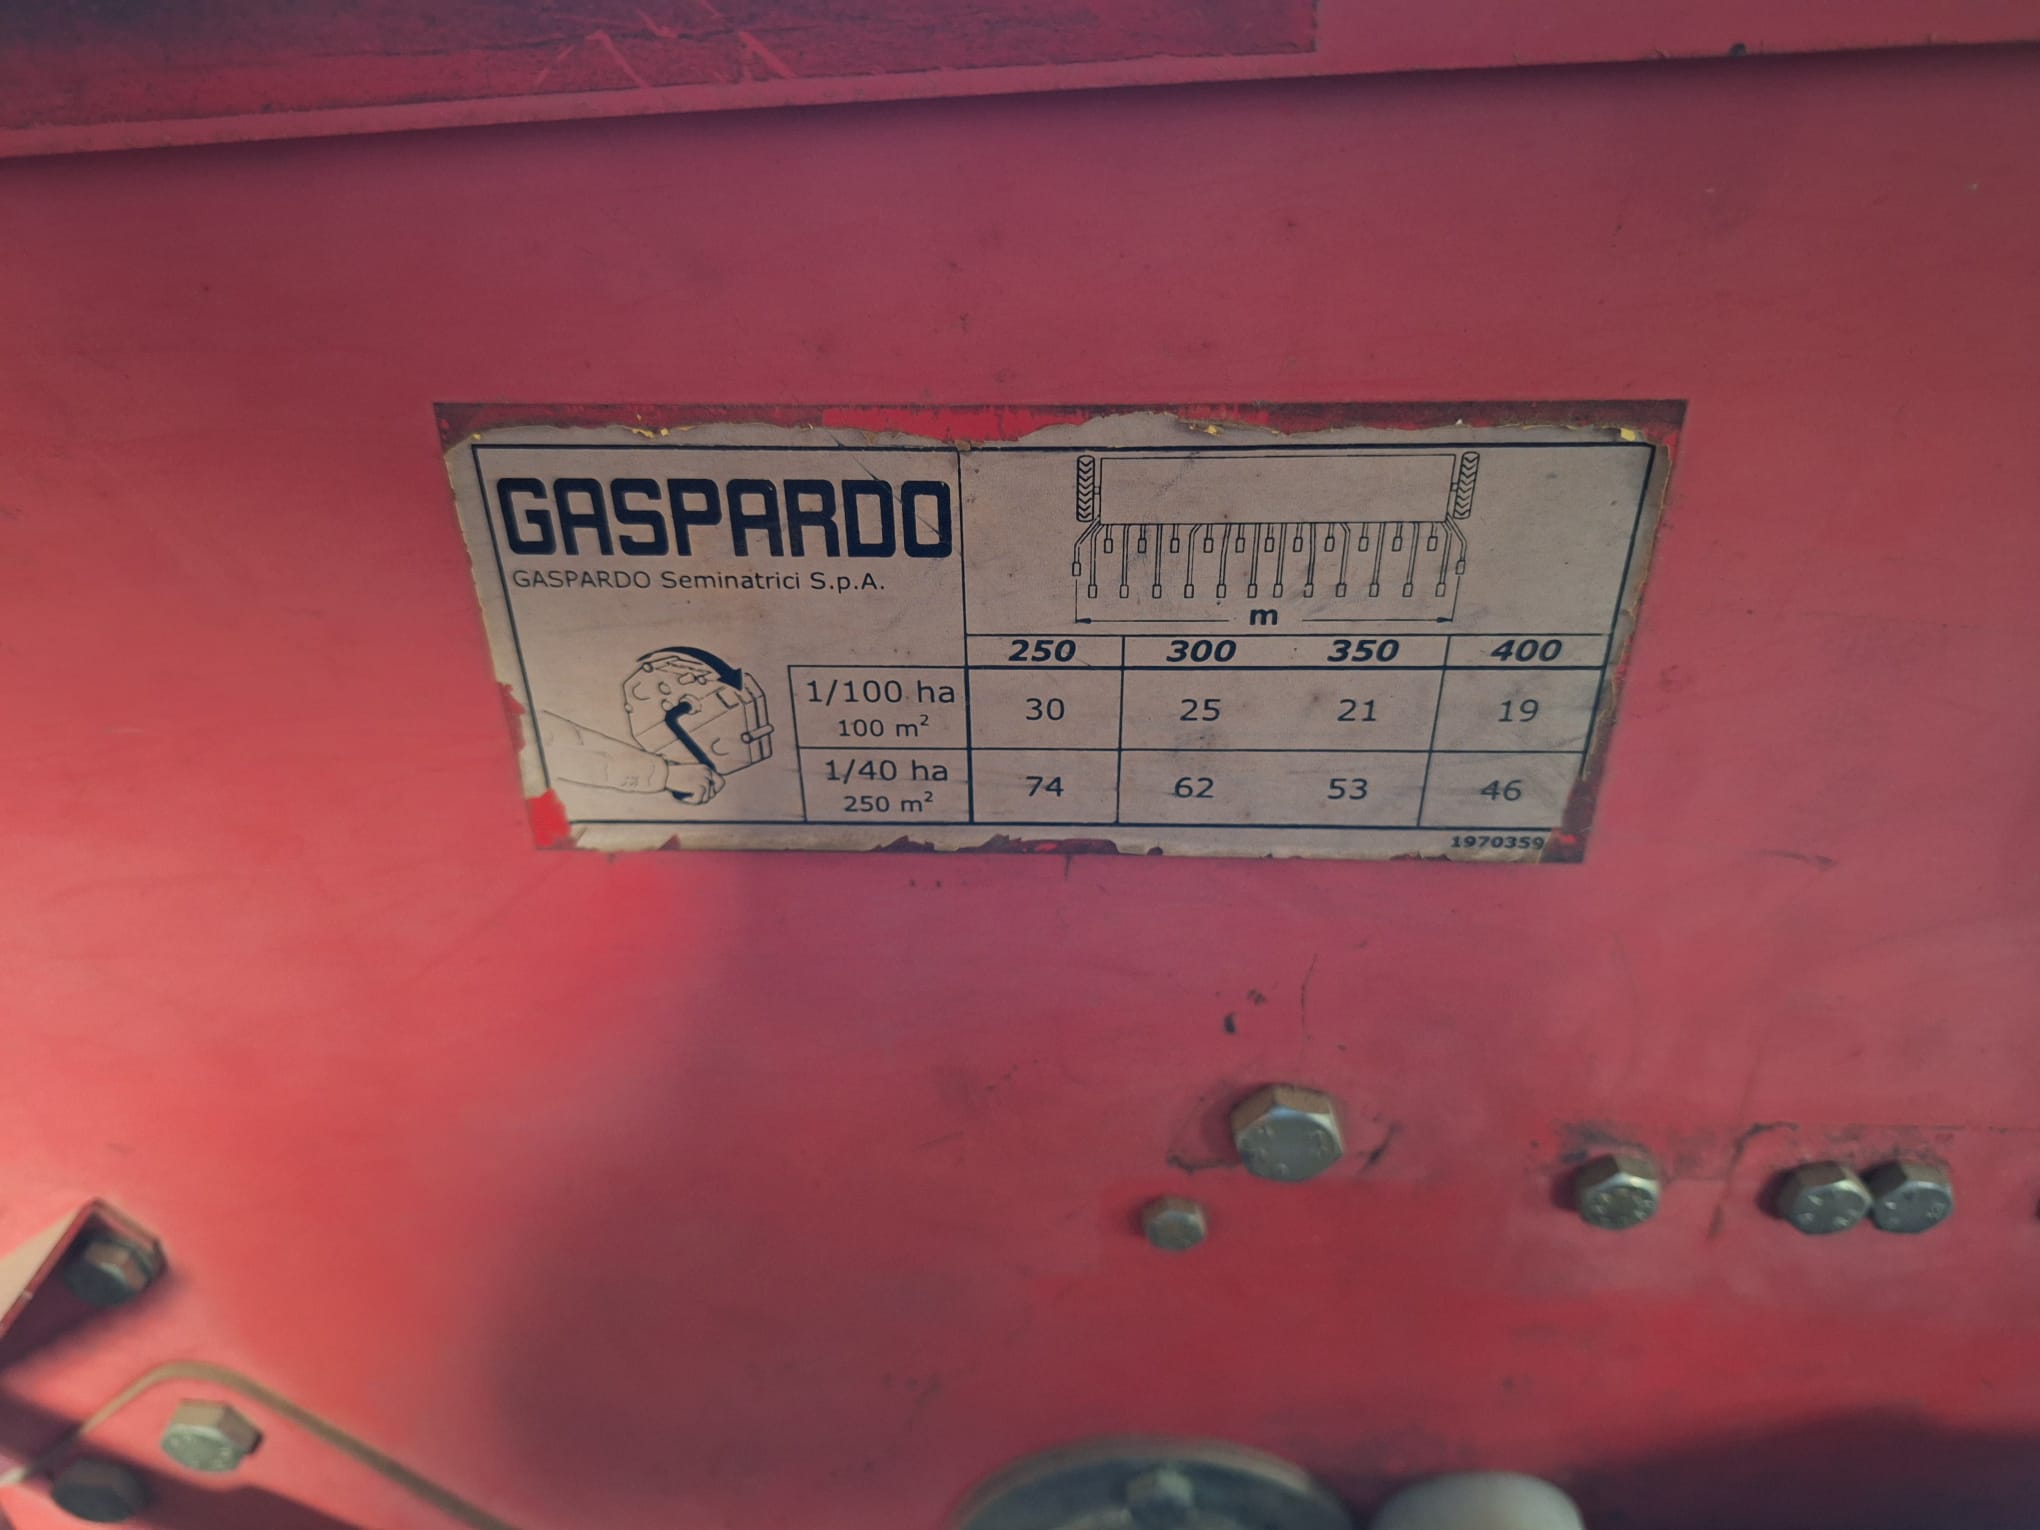 GASPARDO
GASPARDO Seminatrici S.p.A.
m
250 300 350 400
1/100 ha
100 m²
30 25 21 19
1/40 ha
250 m²
74 62 53 46
1970359